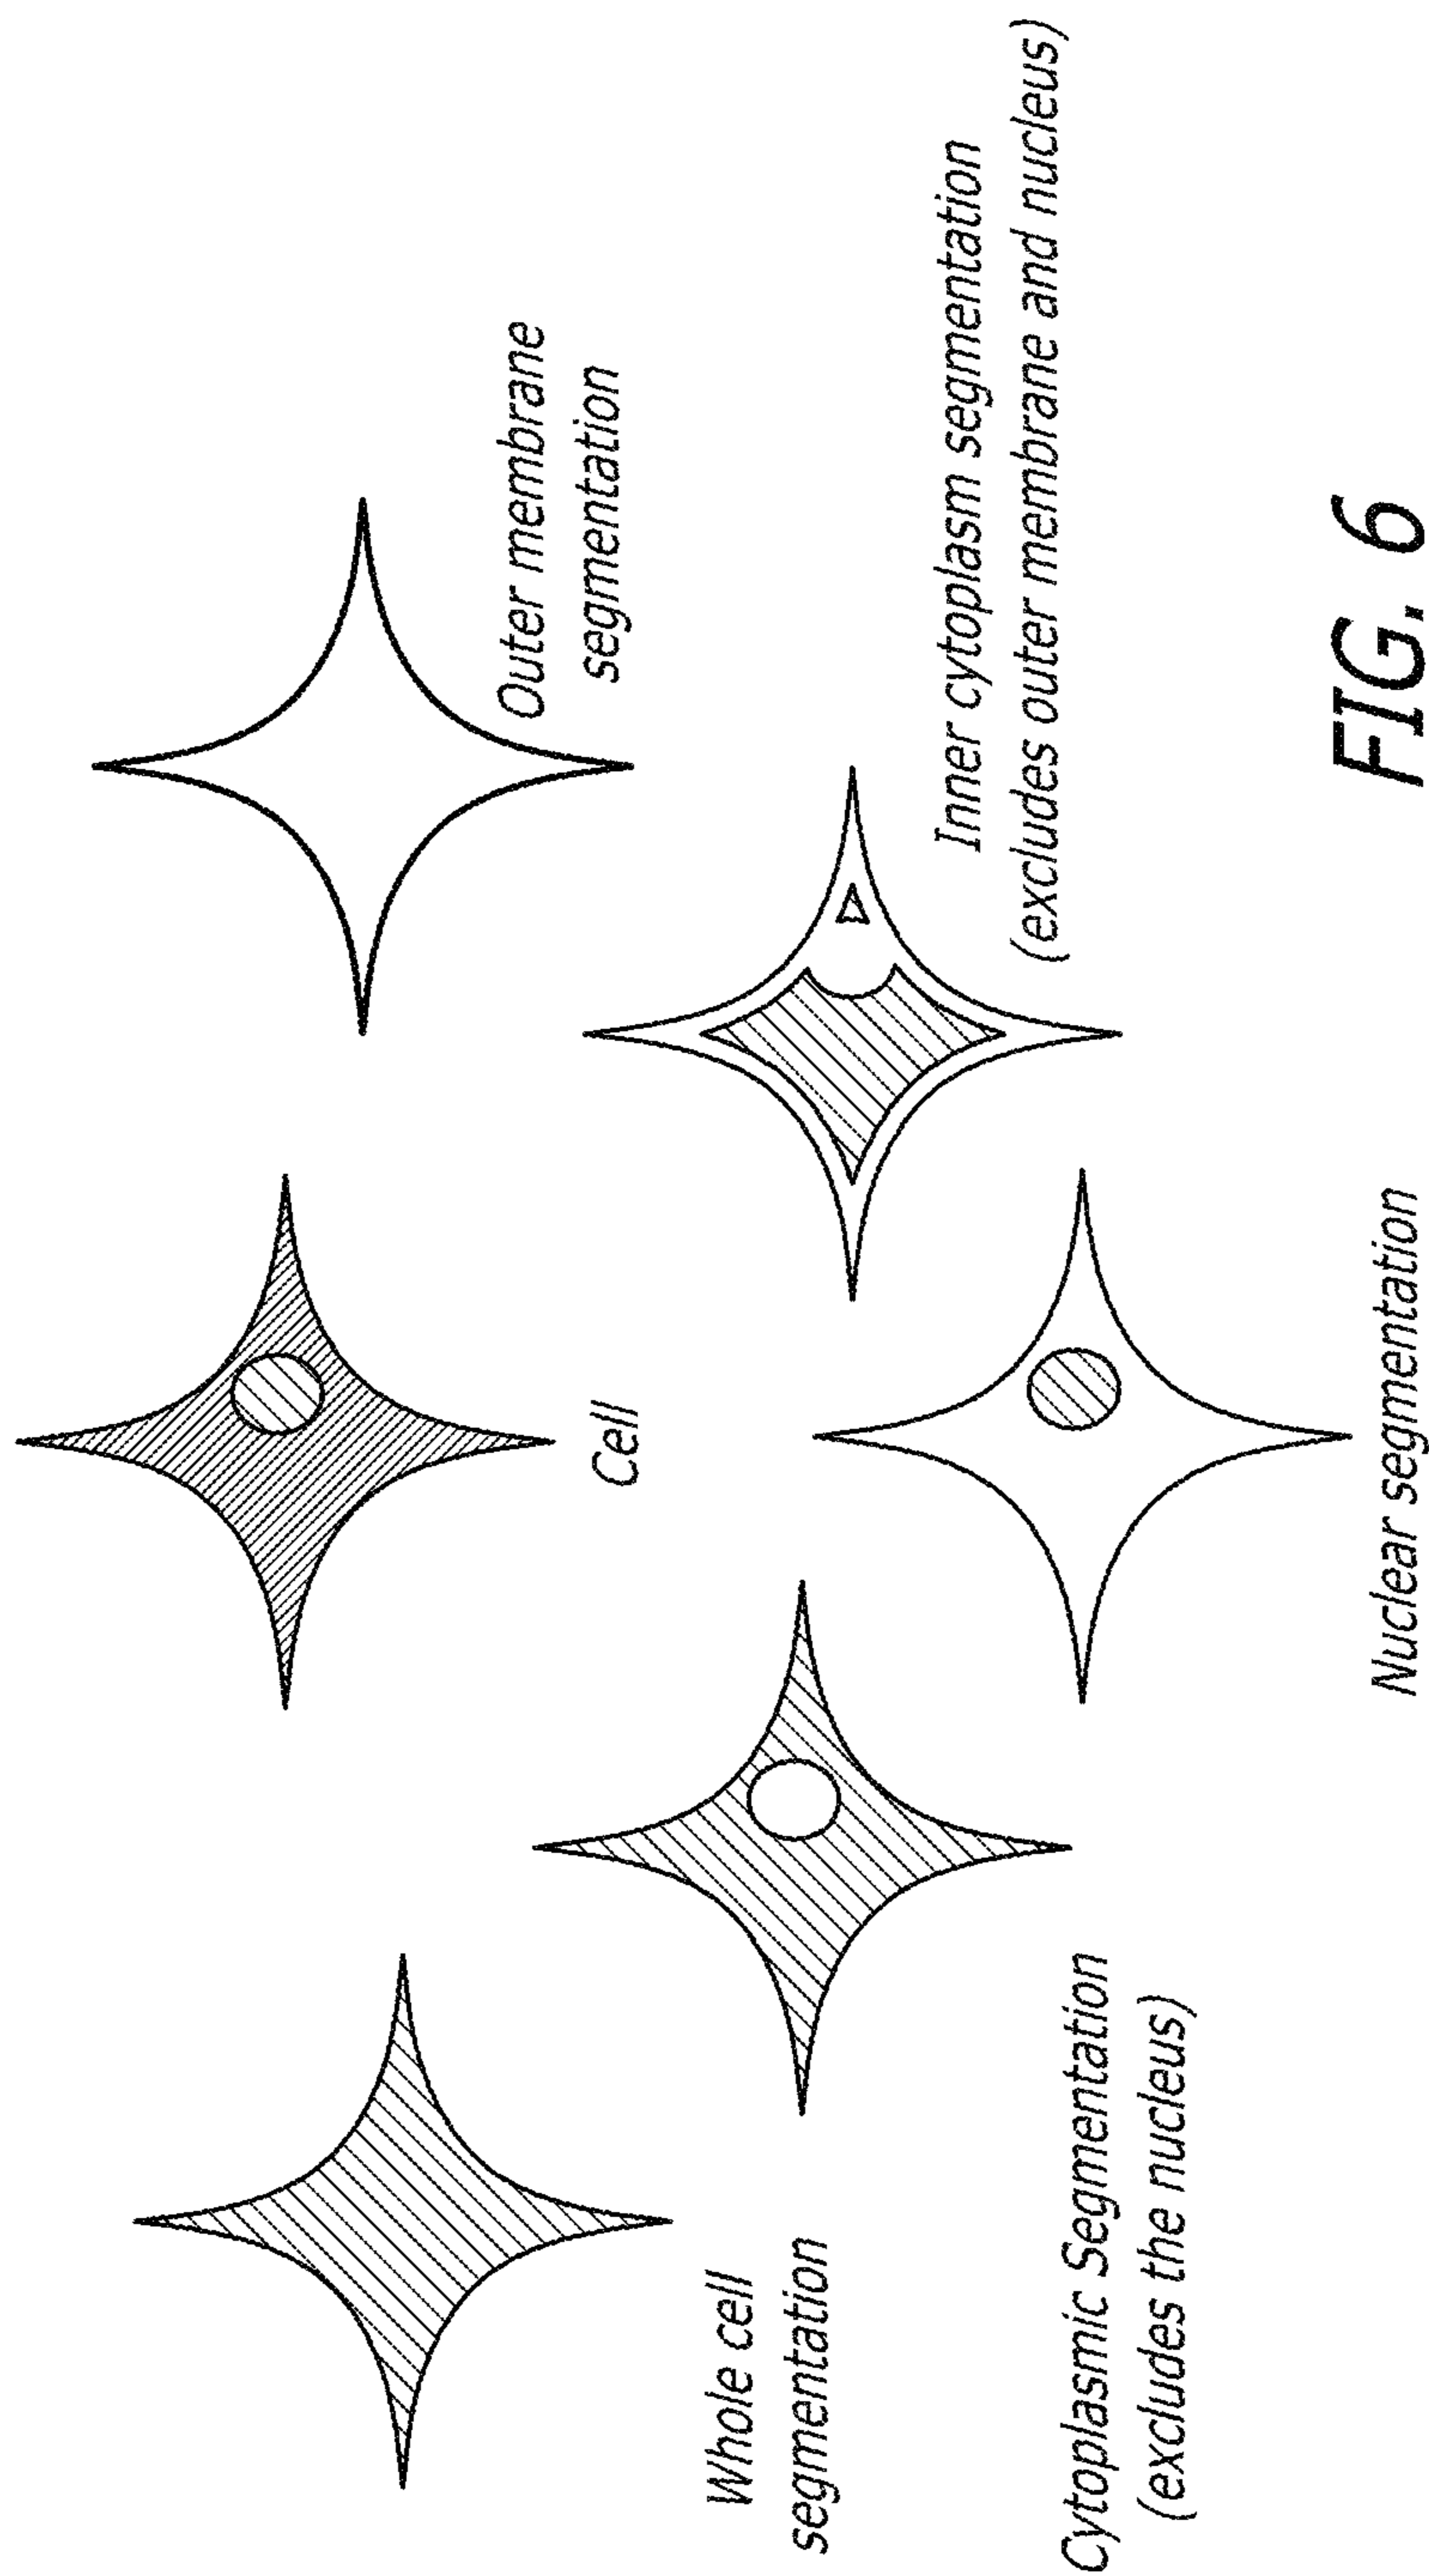 Cell
Outer membrane
segmentation
Whole cell
segmentation
Inner cytoplasm segmentation
(excludes outer membrane and nucleus)
Cytoplasmic Segmentation
(excludes the nucleus)
Nuclear segmentation
FIG. 6